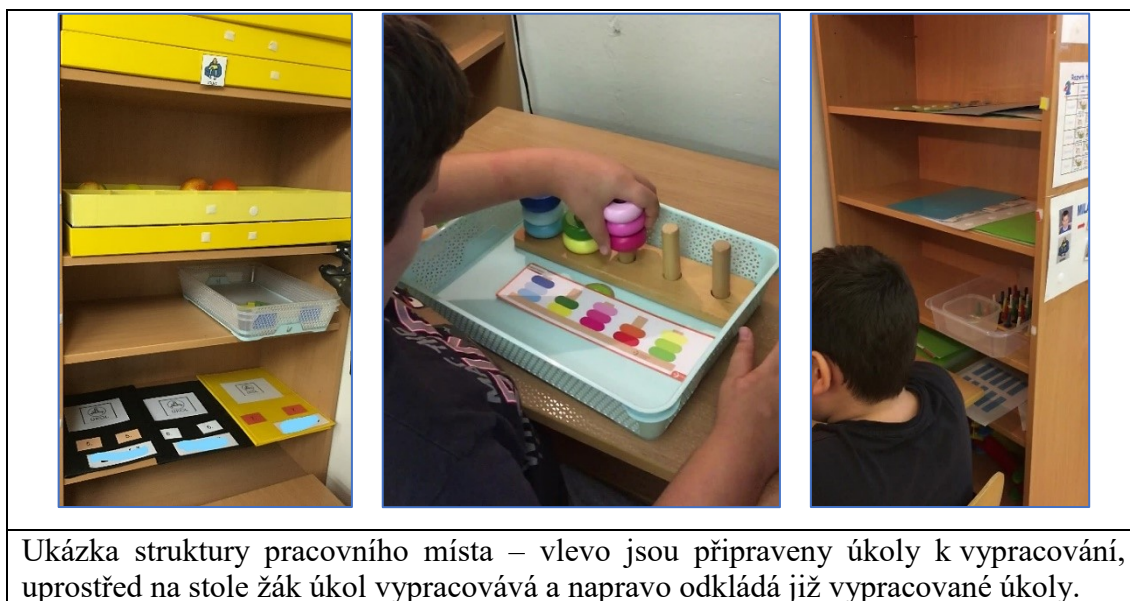 Ukázka struktury pracovního místa – vlevo jsou připraveny úkoly k vypracování,
uprostřed na stole žák úkol vypracovává a napravo odkládá již vypracované úkoly.